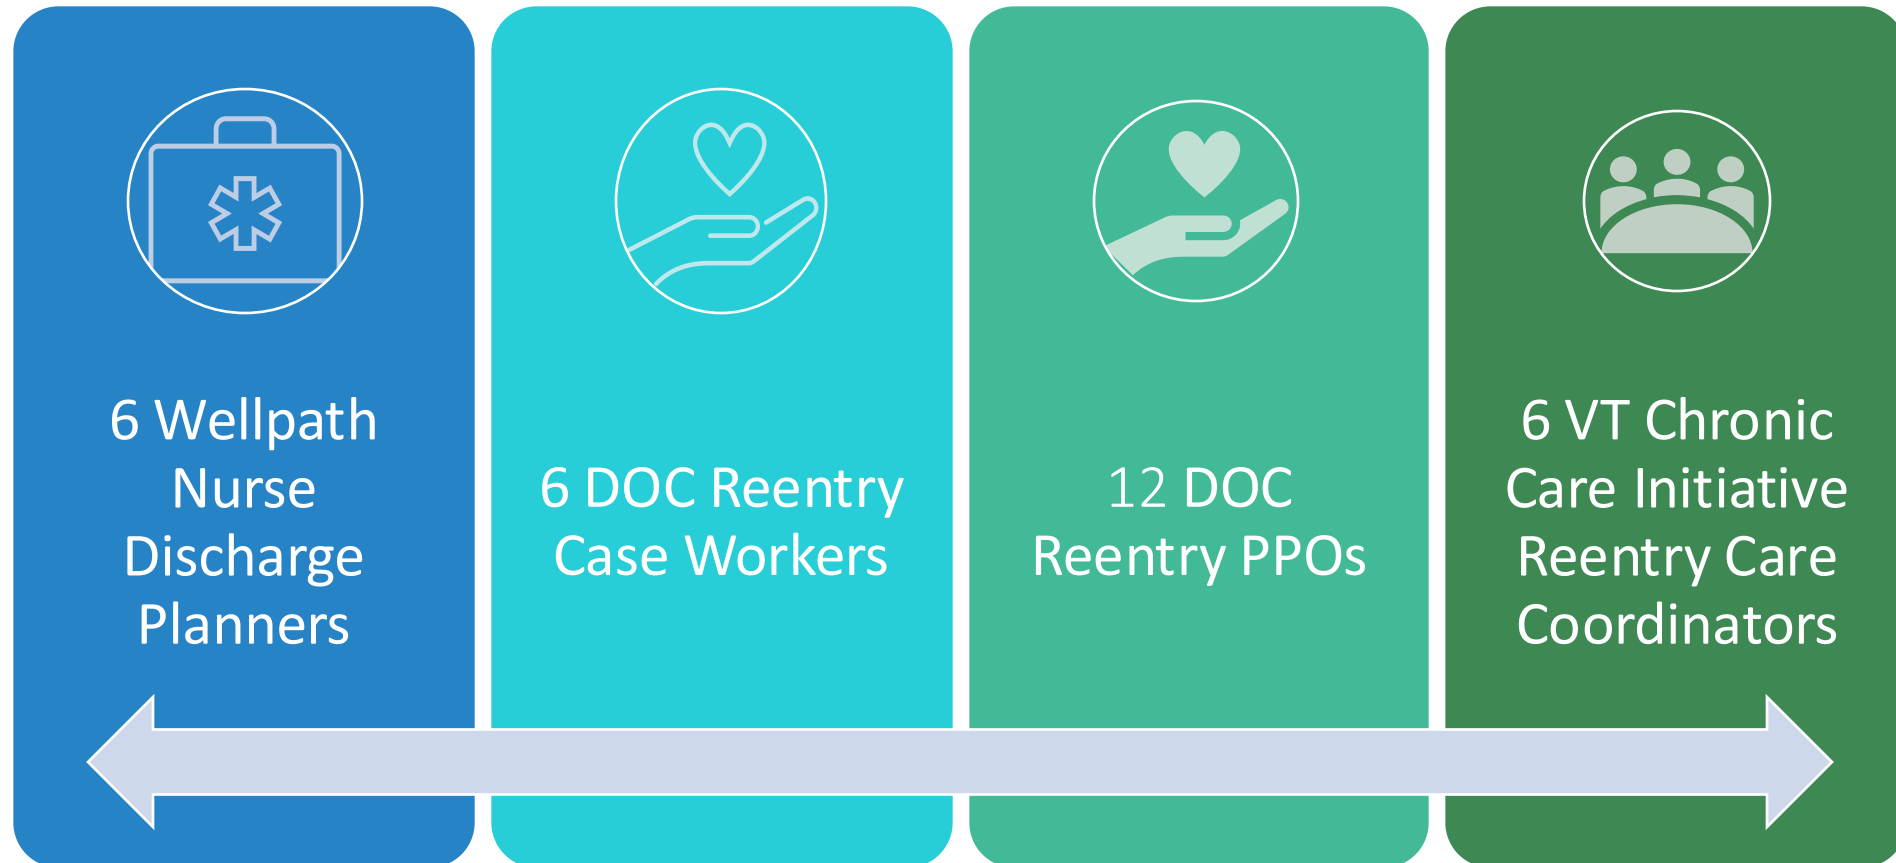 6 Wellpath
Nurse
Discharge
Planners
6 DOC Reentry
Case Workers
12 DOC
Reentry PPOs
6 VT Chronic
Care Initiative
Reentry Care
Coordinators